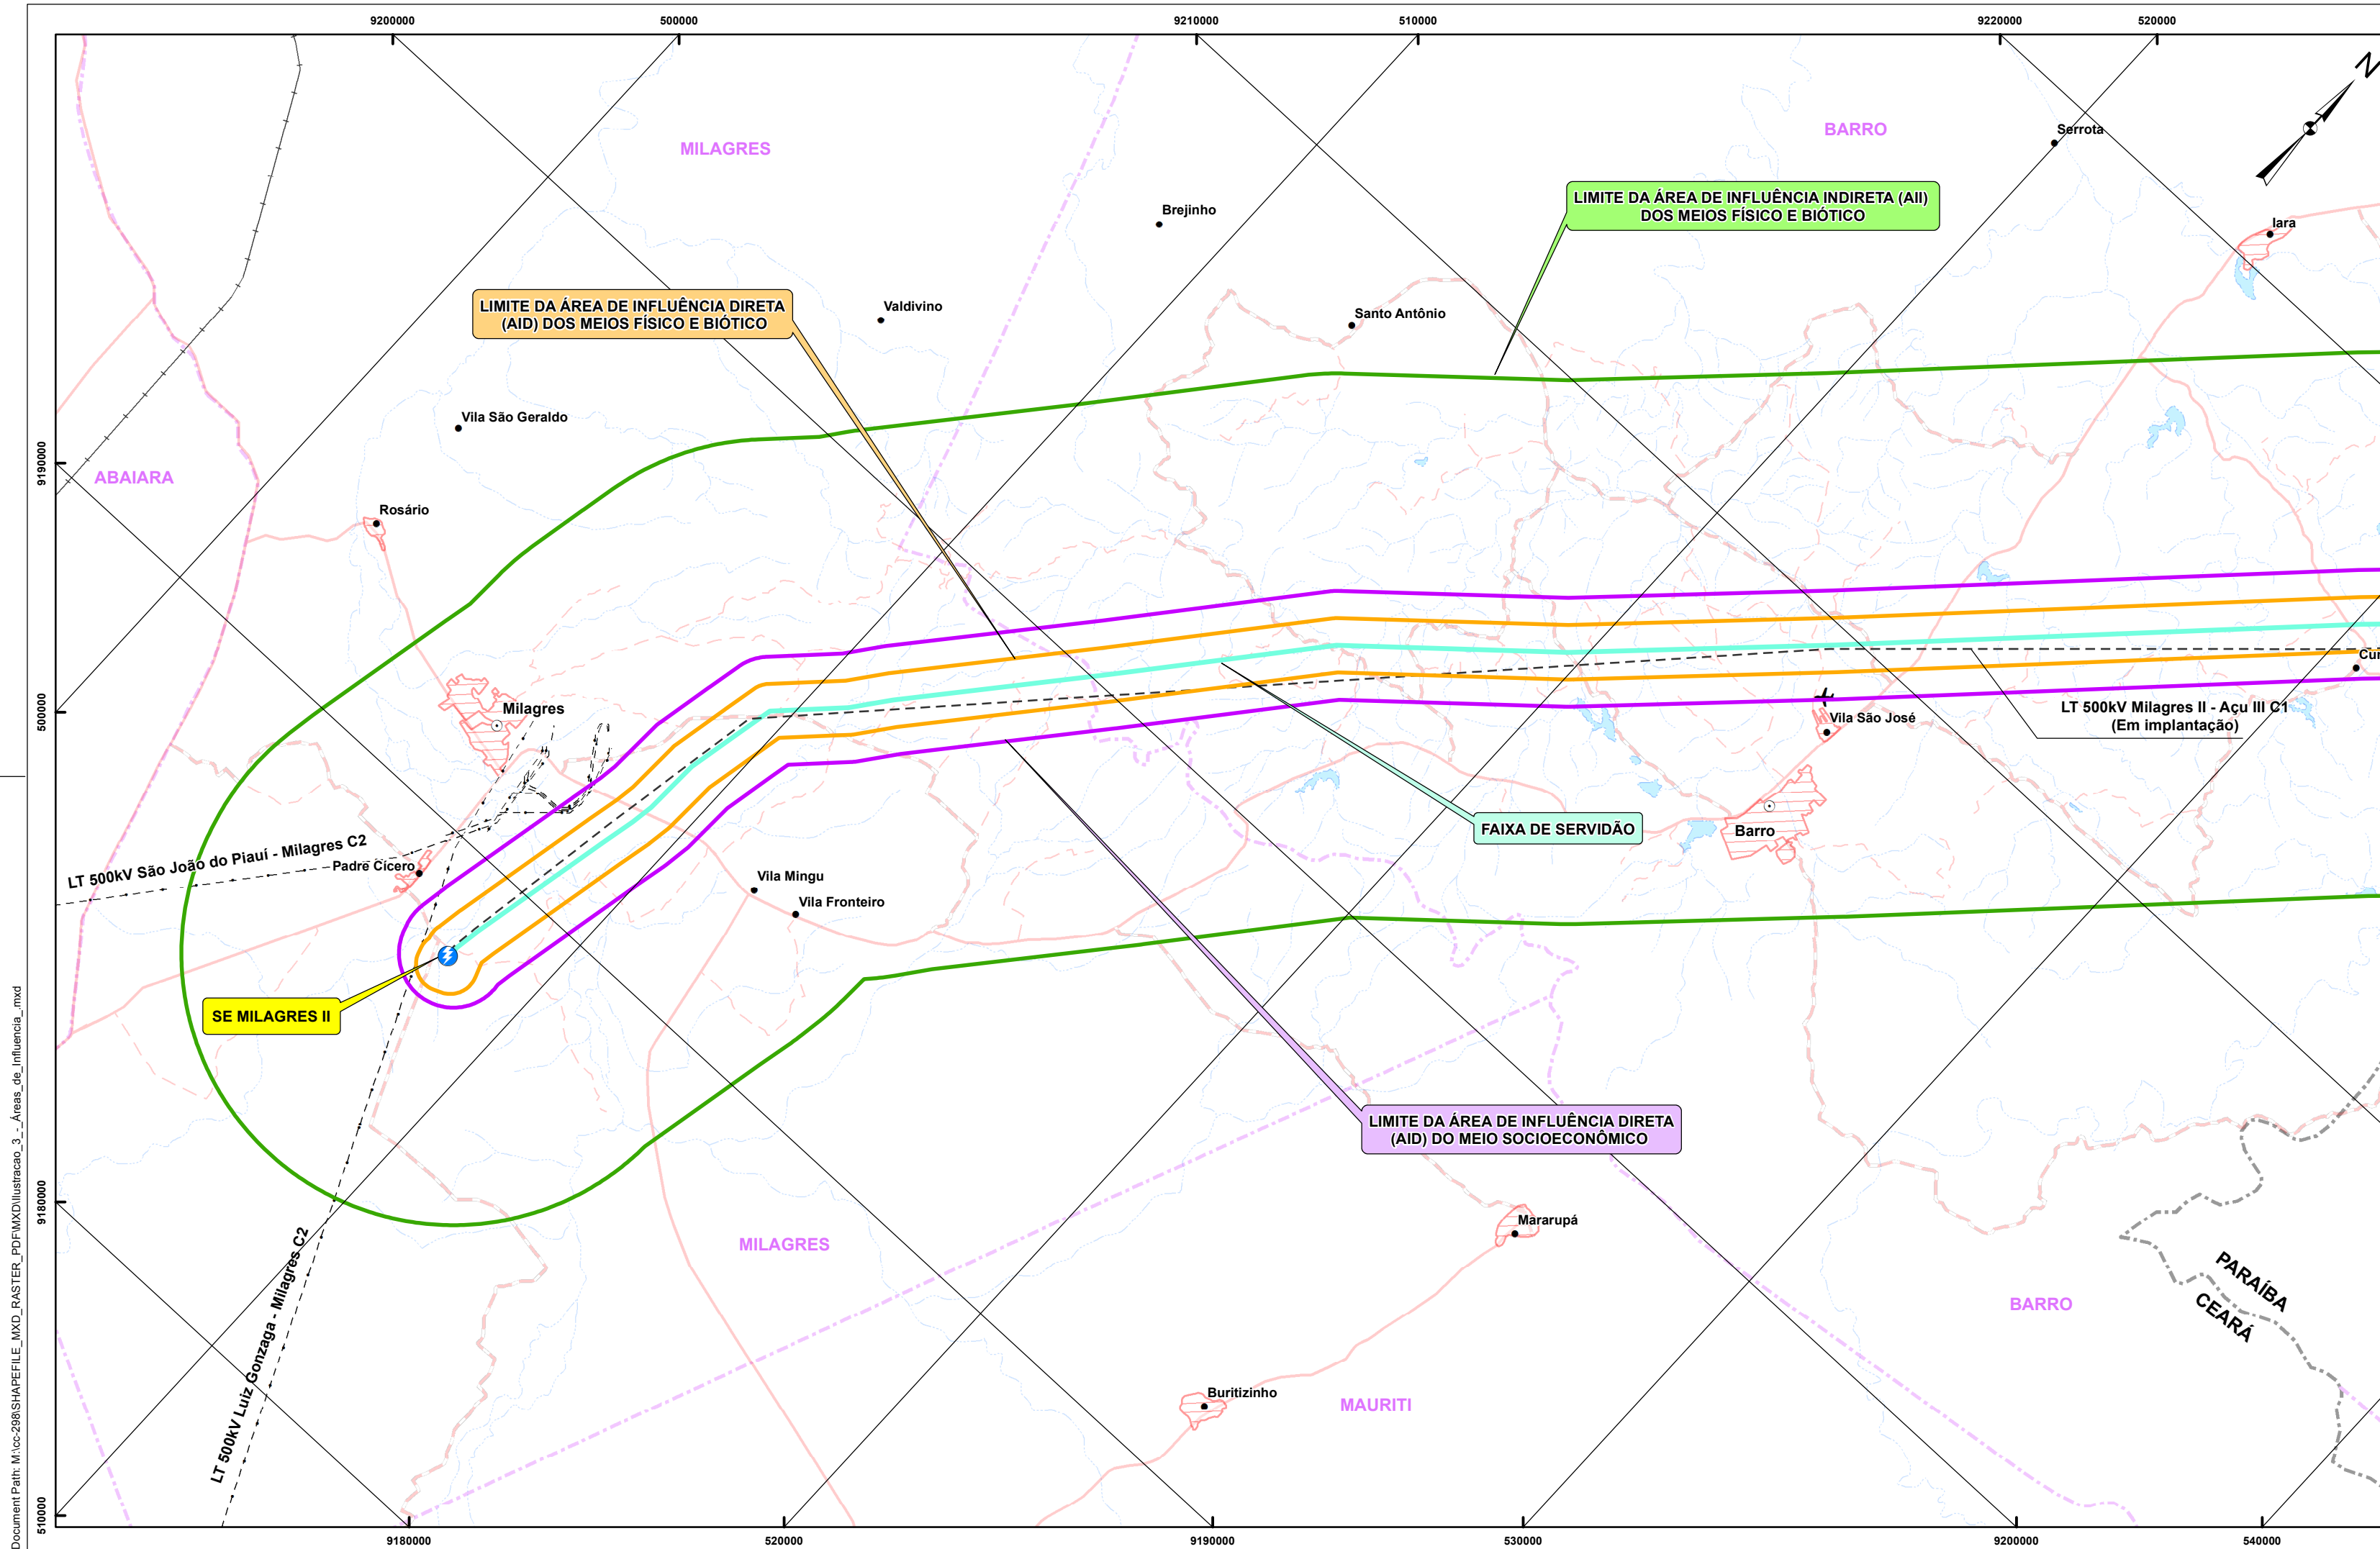 9200000
500000
9210000
510000
9220000
520000
N
MILAGRES
BARRO
Serrota
LIMITE DA ÁREA DE INFLUÊNCIA INDIRETA (AII)
DOS MEIOS FÍSICO E BIÓTICO
Brejinho
Iara
LIMITE DA ÁREA DE INFLUÊNCIA DIRETA
(AID) DOS MEIOS FÍSICO E BIÓTICO
Valdivino
Santo Antônio
Vila São Geraldo
9190000
ABAIARA
Rosário
Milagres
500000
LT 500kV Milagres II - Açu III C1
(Em implantação)
Vila São José
FAIXA DE SERVIDÃO
Barro
LT 500kV São João do Piauí - Milagres C2
Padre Cícero
Vila Mingu
Vila Fronteiro
SE MILAGRES II
LIMITE DA ÁREA DE INFLUÊNCIA DIRETA
(AID) DO MEIO SOCIOECONÔMICO
9180000
Mararupá
MILAGRES
PARAÍBA
CEARÁ
BARRO
LT 500kV Luiz Gonzaga - Milagres C2
Buritizinho
MAURITI
510000
Document Path: M:\cc-298\SHAPEFILE_MXD_RASTER_PDF\MXD\Ilustracao_3_-_Áreas_de_Influencia_mxd
9180000
520000
9190000
530000
9200000
540000